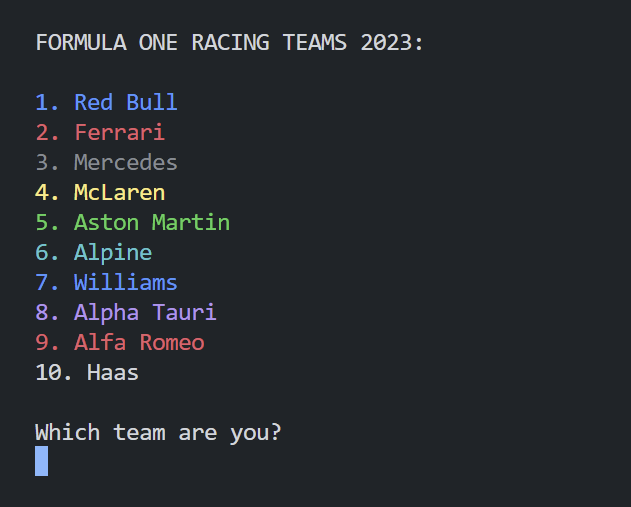 FORMULA ONE RACING TEAMS 2023:
1. Red Bull
2. Ferrari
3. Mercedes
4. McLaren
5. Aston Martin
6. Alpine
7. Williams
8. Alpha Tauri
9. Alfa Romeo
10. Haas
Which team are you?